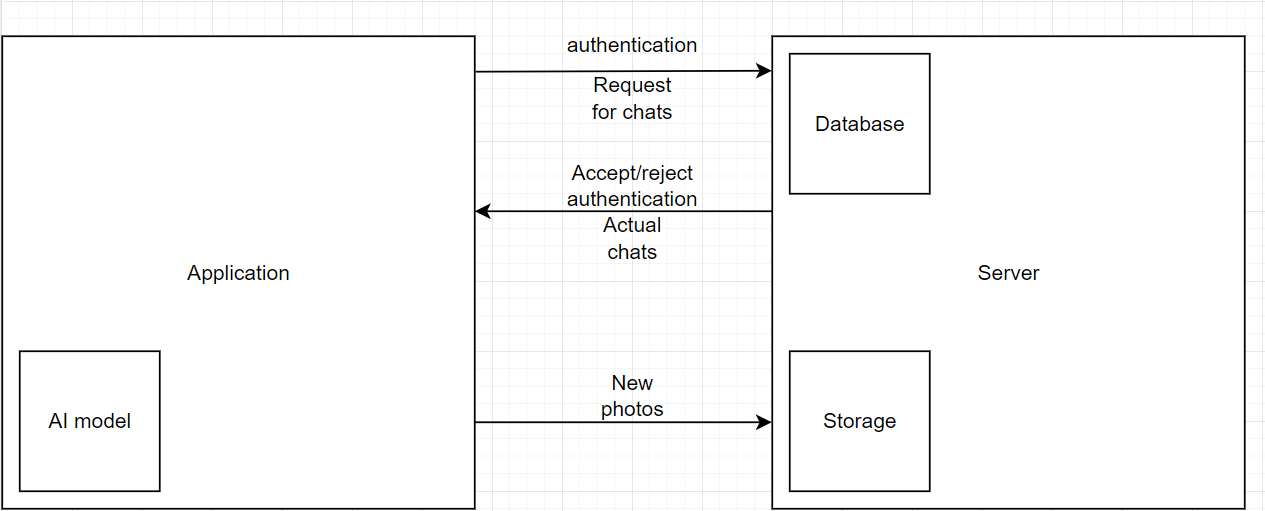 authentication
Request
for chats
Database
Accept/reject
authentication
Actual
chats
Application
Server
New
photos
AI model
Storage